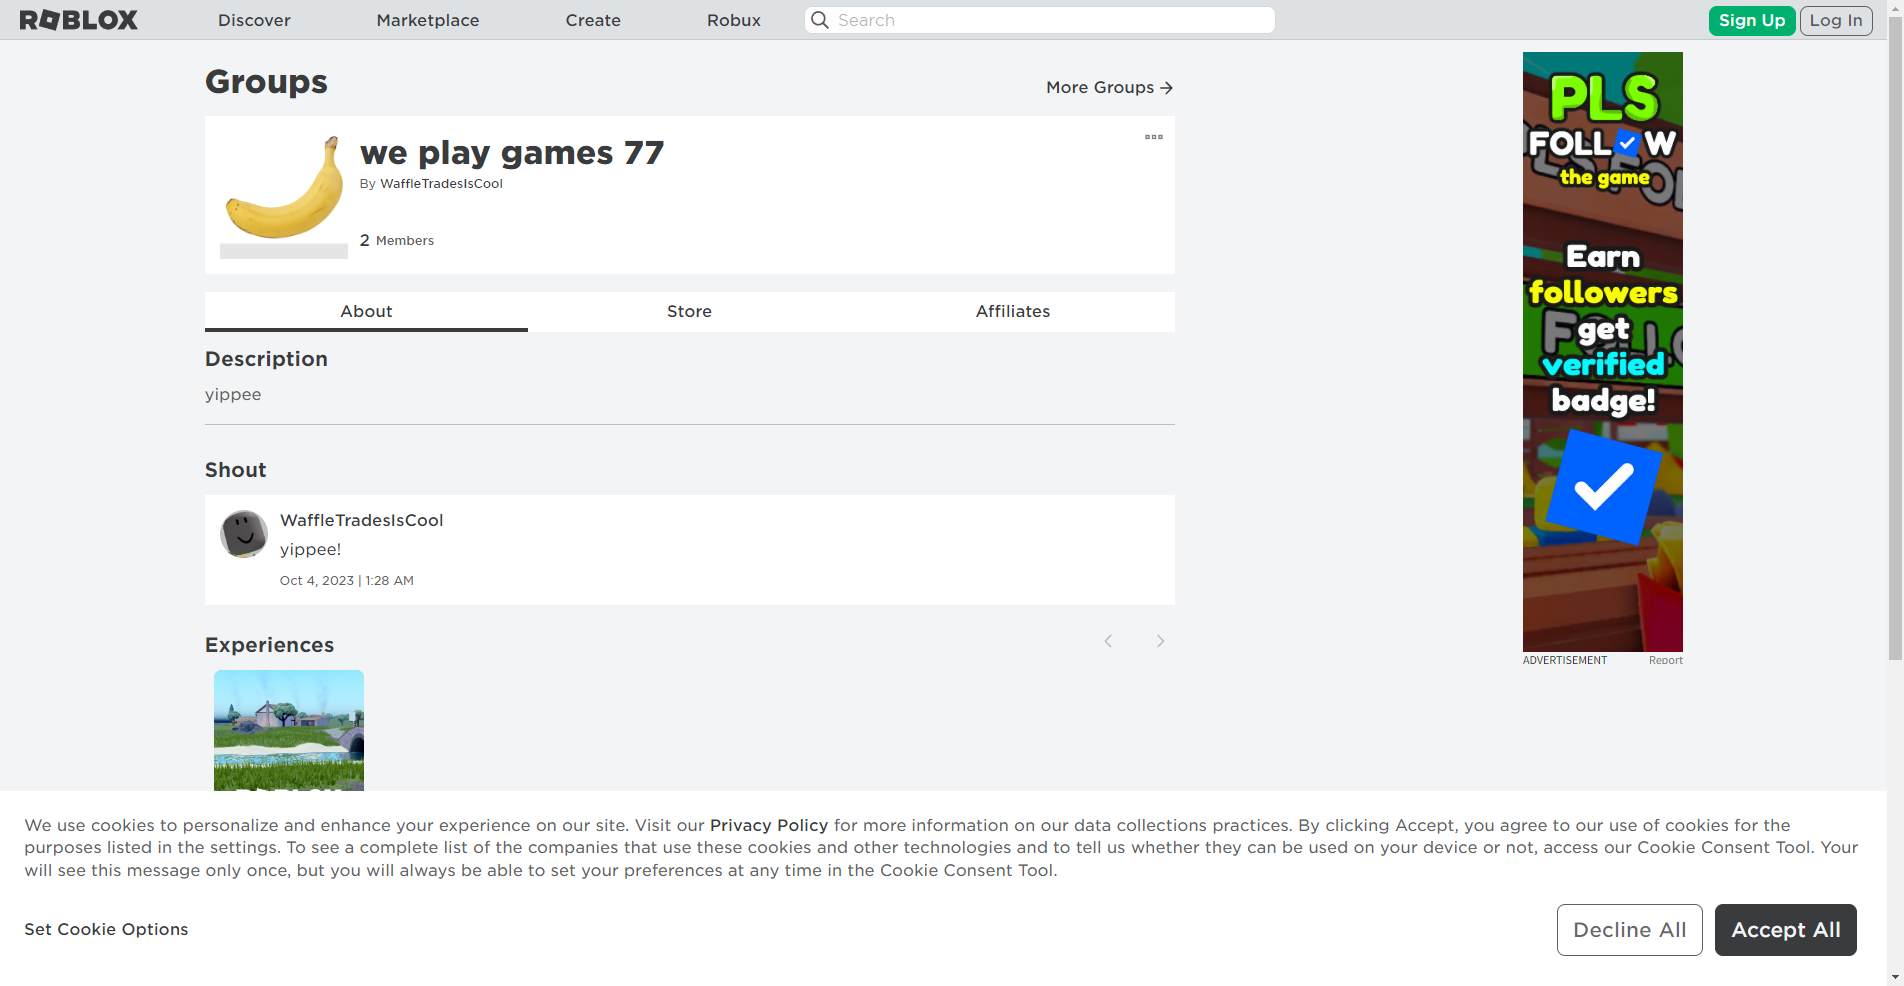 ROBLOX
Discover
Marketplace
Create
Robux
Search
Sign Up
Log In
Groups
More Groups
we play games 77
By WaffleTradesIsCool
2 Members
About
Store
Affiliates
Description
yippee
Shout
WaffleTradesIsCool
yippee!
Oct 4, 2023 | 1:28 AM
Experiences
PLS
FOLLOW
the game
Earn
followers
get
verified
badge!
ADVERTISEMENT
Report
We use cookies to personalize and enhance your experience on our site. Visit our Privacy Policy for more information on our data collections practices. By clicking Accept, you agree to our use of cookies for the
purposes listed in the settings. To see a complete list of the companies that use these cookies and other technologies and to tell us whether they can be used on your device or not, access our Cookie Consent Tool. Your
will see this message only once, but you will always be able to set your preferences at any time in the Cookie Consent Tool.
Set Cookie Options
Decline All
Accept All